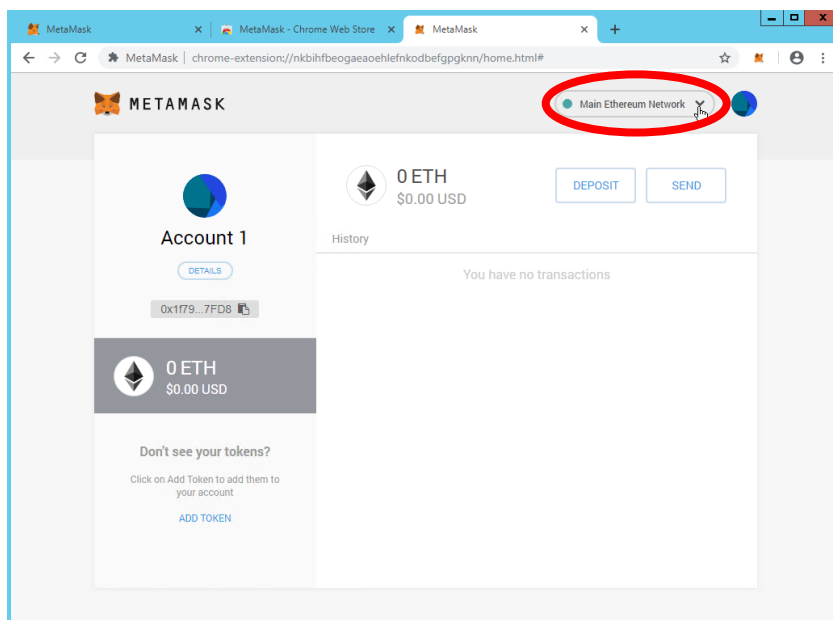 MetaMask
MetaMask - Chrome Web Store
MetaMask
MetaMask
chrome-extension://nkbihfbeogaeaoehlefnkodbefgpgknn/home.html#
METAMASK
Main Ethereum Network
0 ETH
$0.00 USD
DEPOSIT
SEND
Account 1
DETAILS
0x1f79...7FD8
History
You have no transactions
0 ETH
$0.00 USD
Don't see your tokens?
Click on Add Token to add them to
your account
ADD TOKEN